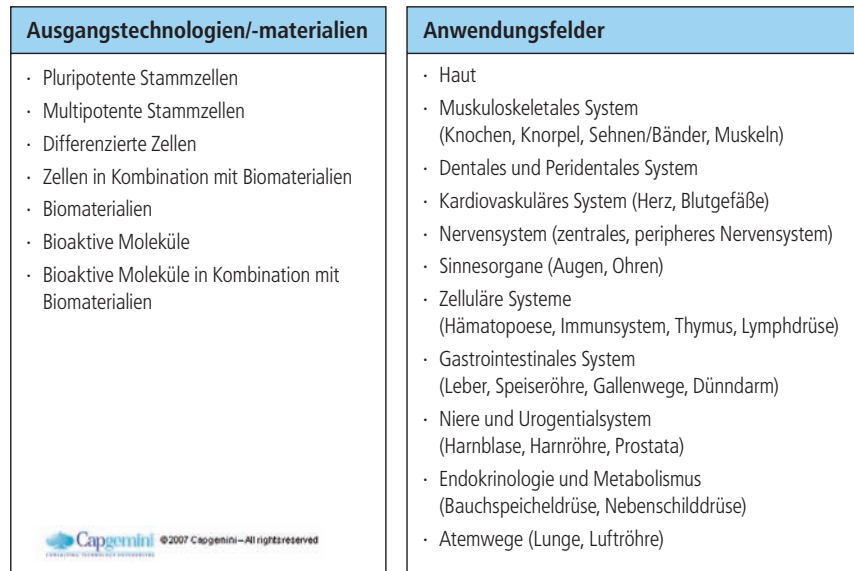 Ausgangstechnologien/-materialien
· Pluripotente Stammzellen
· Multipotente Stammzellen
· Differenzierte Zellen
· Zellen in Kombination mit Biomaterialien
· Biomaterialien
· Bioaktive Moleküle
· Bioaktive Moleküle in Kombination mit
Biomaterialien
Capgemini ©2007 Capgemini – All rights reserved
CONSULTING. TECHNOLOGY. OUTSOURCING
Anwendungsfelder
· Haut
· Muskuloskeletales System
(Knochen, Knorpel, Sehnen/Bänder, Muskeln)
· Dentales und Peridentales System
· Kardiovaskuläres System (Herz, Blutgefäße)
· Nervensystem (zentrales, peripheres Nervensystem)
· Sinnesorgane (Augen, Ohren)
· Zelluläre Systeme
(Hämatopoese, Immunsystem, Thymus, Lymphdrüse)
· Gastrointestinales System
(Leber, Speiseröhre, Gallenwege, Dünndarm)
· Niere und Urogentialsystem
(Harnblase, Harnröhre, Prostata)
· Endokrinologie und Metabolismus
(Bauchspeicheldrüse, Nebenschilddrüse)
· Atemwege (Lunge, Luftröhre)